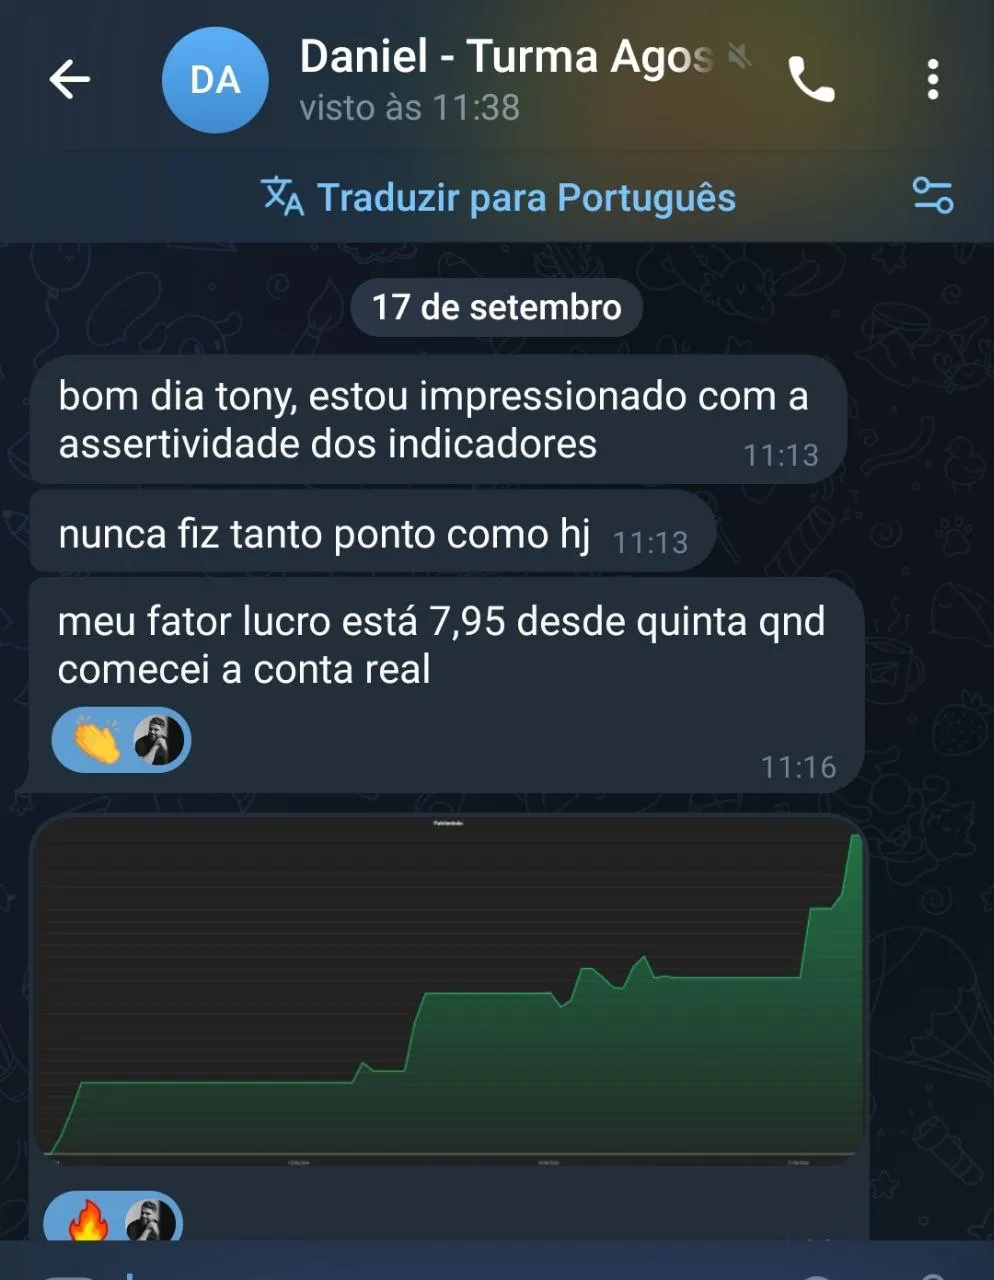 DA
Daniel - Turma Agos
visto às 11:38
Traduzir para Português
17 de setembro
bom dia tony, estou impressionado com a
assertividade dos indicadores
11:13
nunca fiz tanto ponto como hj 11:13
meu fator lucro está 7,95 desde quinta qnd
comecei a conta real
11:16